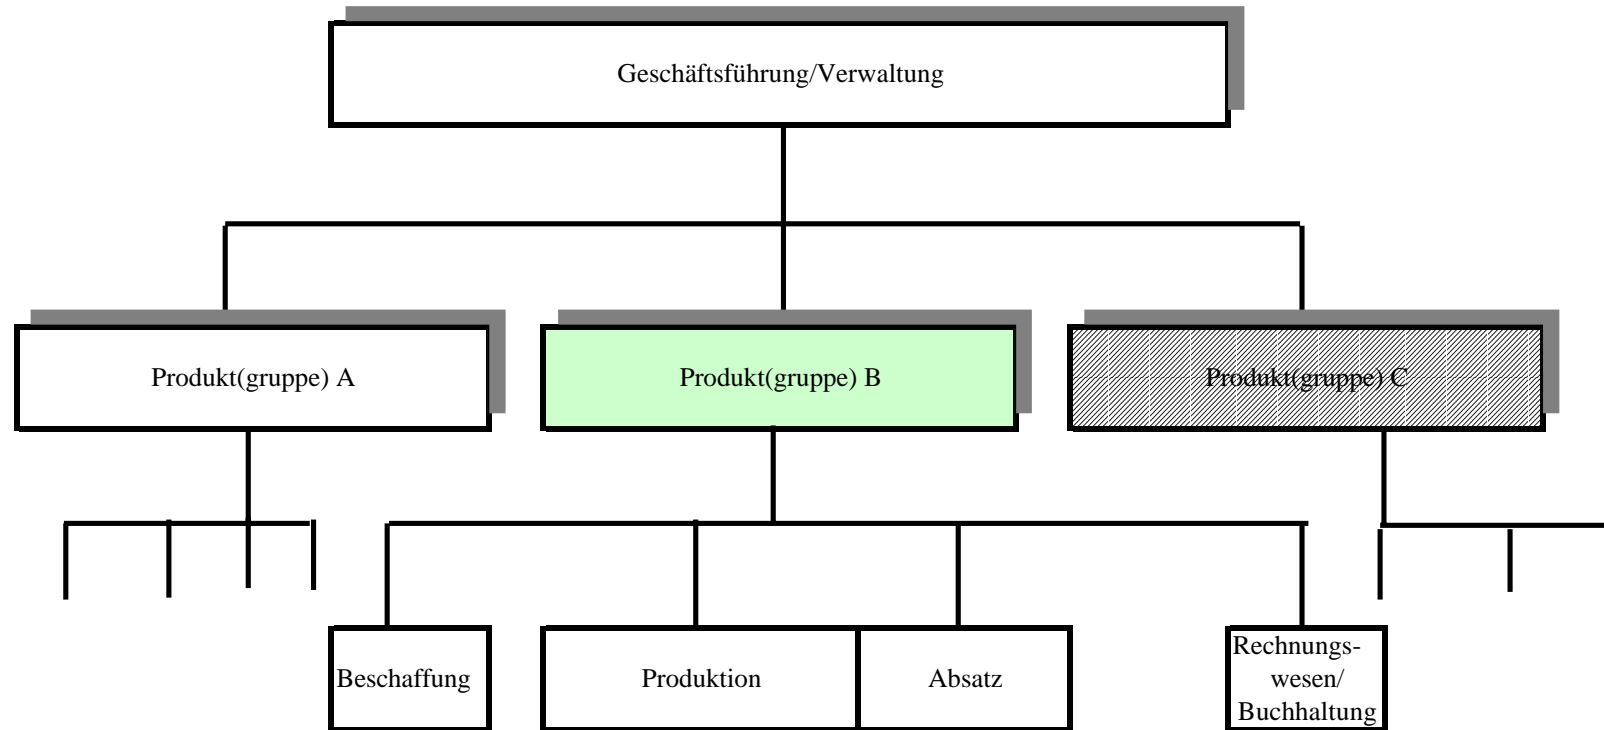 Geschäftsführung/Verwaltung
Produkt(gruppe) A
Produkt(gruppe) B
Produkt(gruppe) C
Beschaffung
Produktion
Absatz
Rechnungs-
wesen/
Buchhaltung